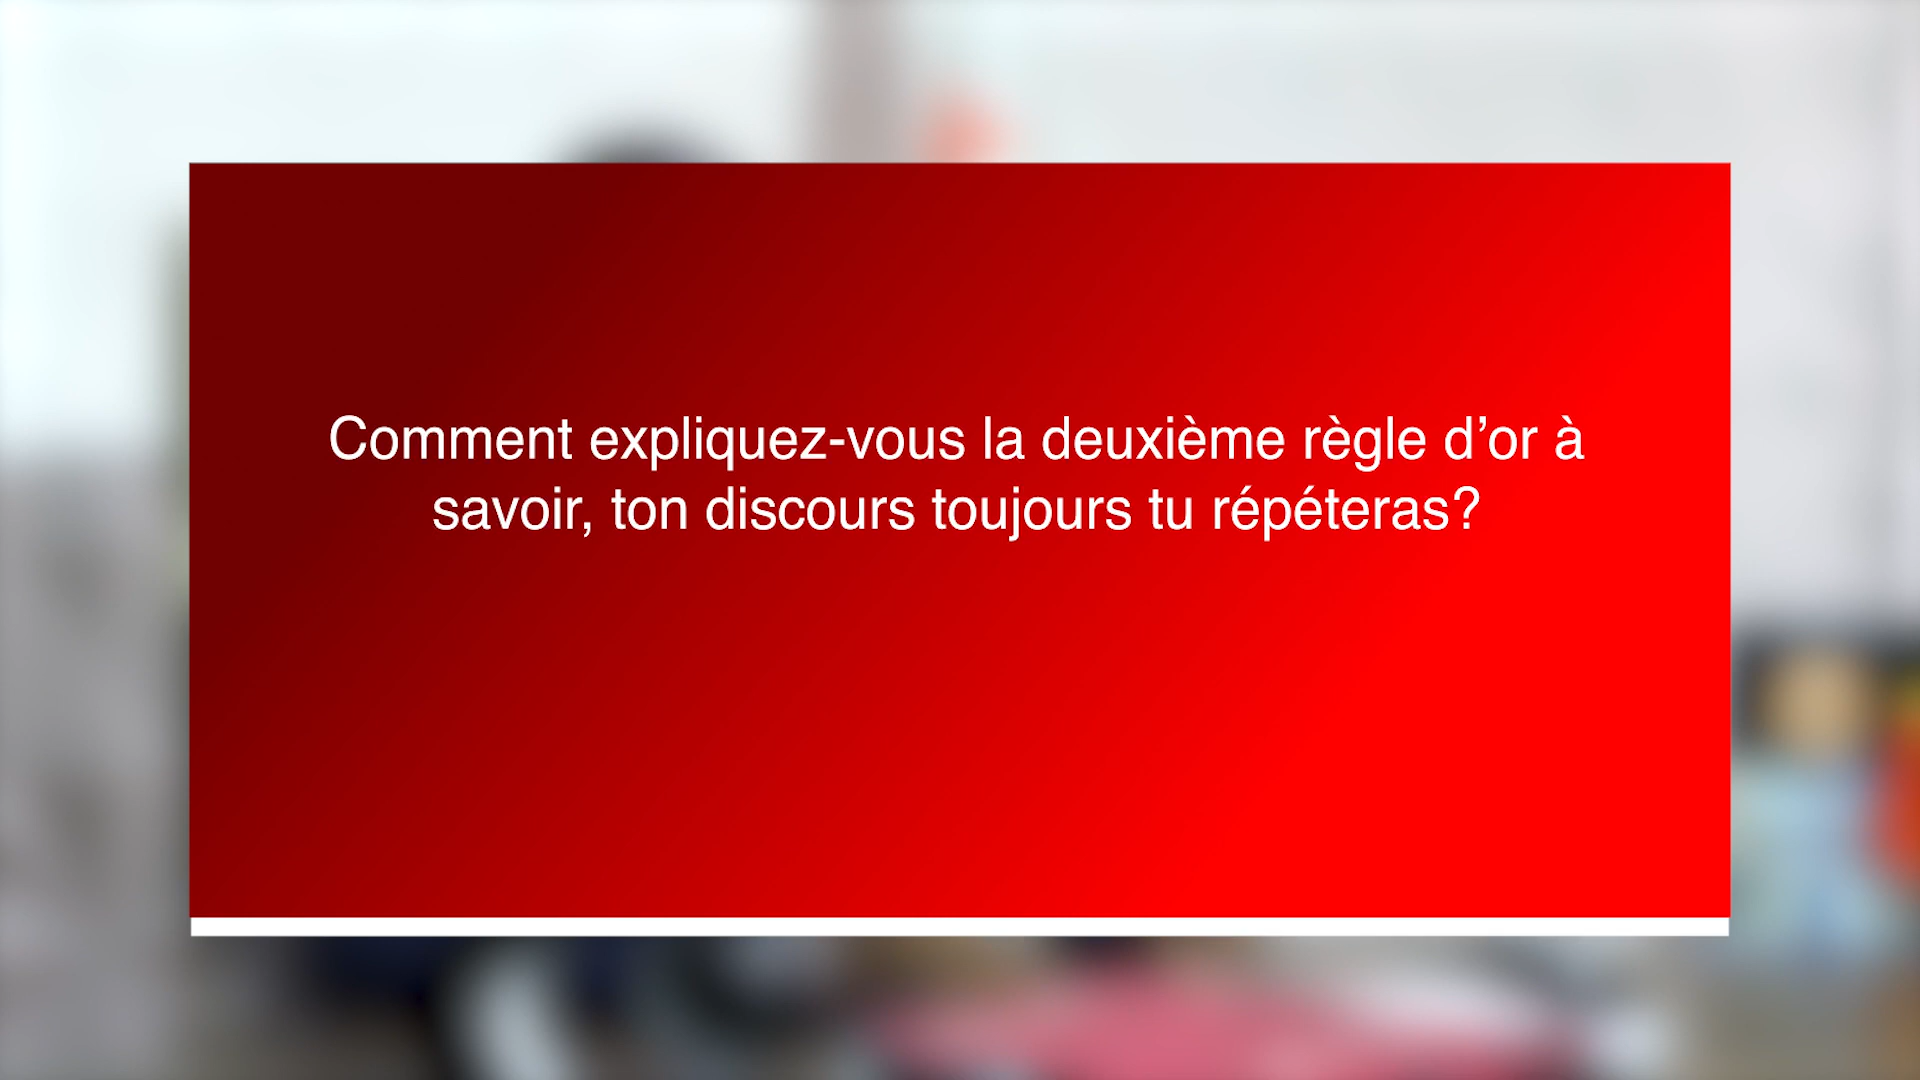 Comment expliquez-vous la deuxième règle d’or à
savoir, ton discours toujours tu répéteras?